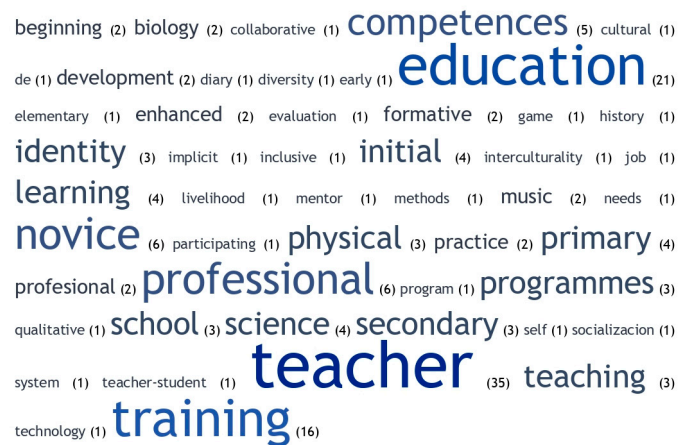 beginning (2) biology (2) collaborative (1) competences (5) cultural (1)
de (1) development (2) diary (1) diversity (1) early (1) education (21)
elementary (1) enhanced (2) evaluation (1) formative (2) game (1) history (1)
identity (3) implicit (1) inclusive (1) initial (4) interculturality (1) job (1)
learning (4) livelihood (1) mentor (1) methods (1) music (2) needs (1)
novice (6) participating (1) physical (3) practice (2) primary (4)
profesional (2) professional (6) program (1) programmes (3)
qualitative (1) school (3) science (4) secondary (3) self (1) socializacion (1)
system (1) teacher-student (1) teacher (35) teaching (3)
technology (1) training (16)